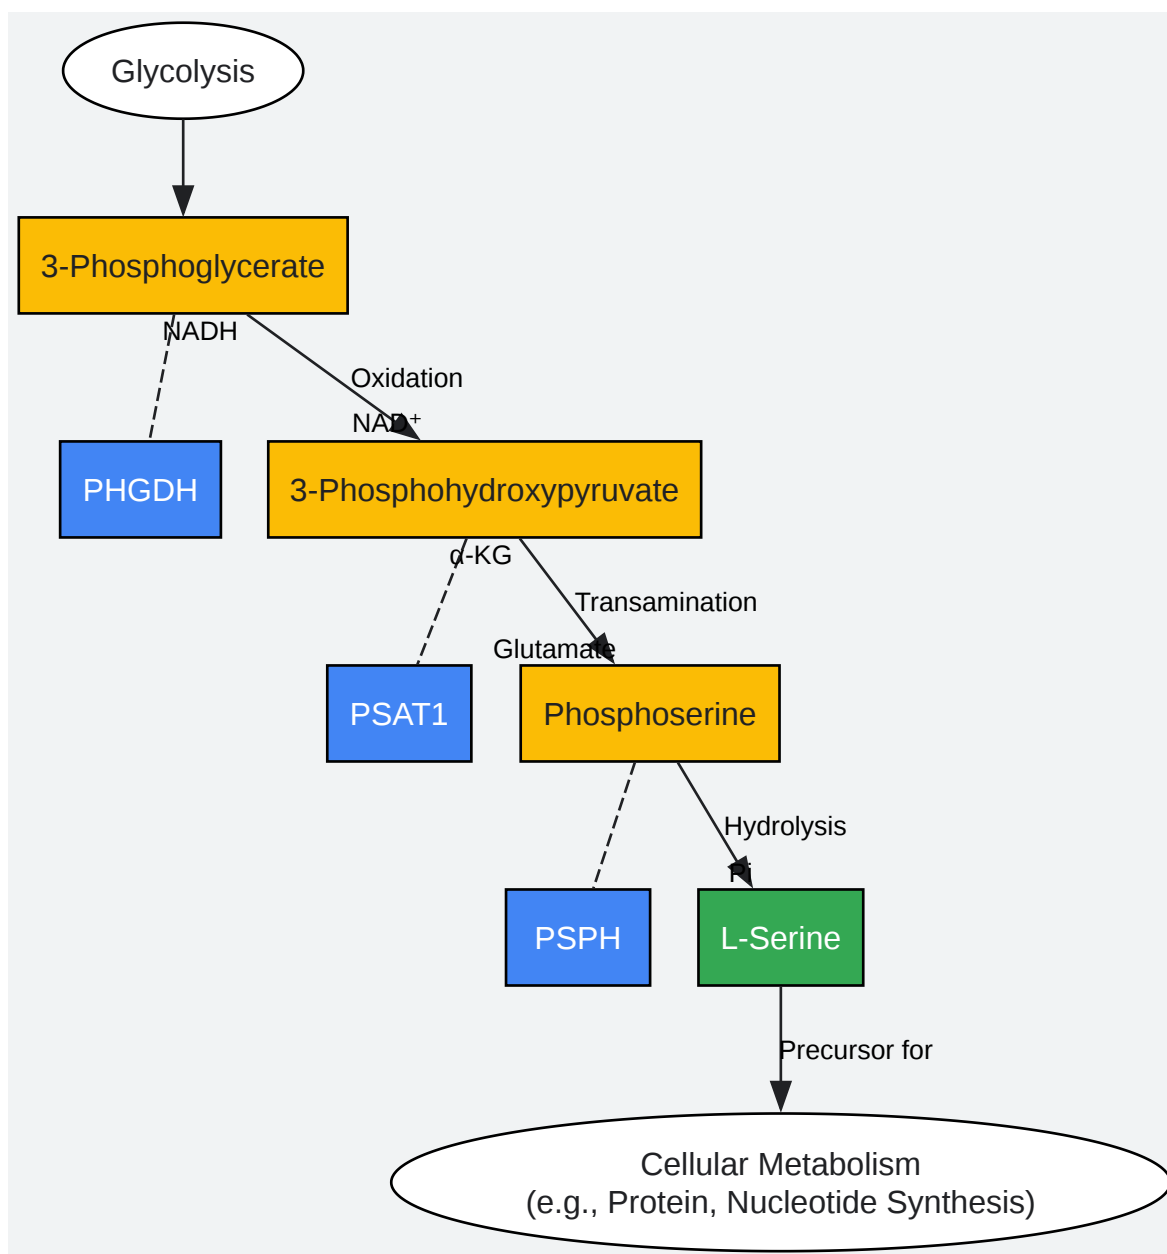 Glycolysis
3-Phosphoglycerate
NADH
Oxidation
NAD⁺
PHGDH
3-Phosphohydroxypyruvate
α-KG
Transamination
Glutamate
PSAT1
Phosphoserine
Hydrolysis
Pi
PSPH
L-Serine
Precursor for
Cellular Metabolism
(e.g., Protein, Nucleotide Synthesis)